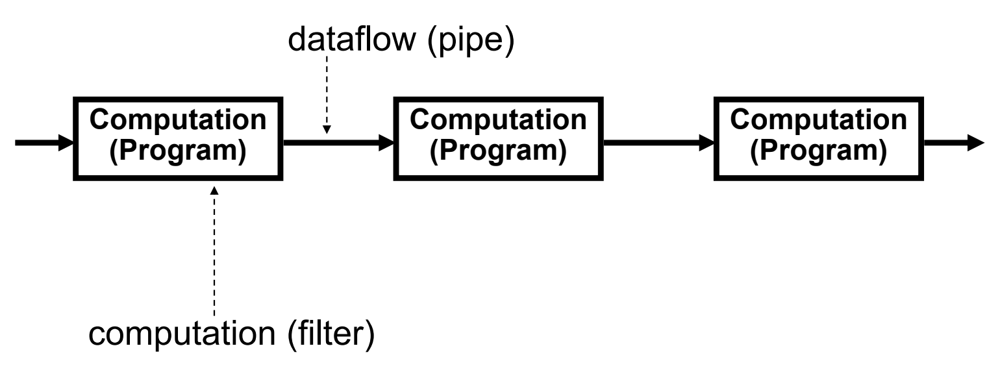 dataflow (pipe)
Computation
(Program)
Computation
(Program)
Computation
(Program)
computation (filter)